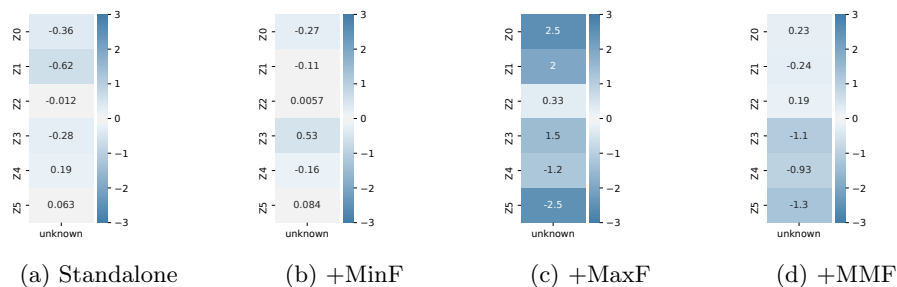 Z0 -0.36
Z1 -0.62
Z2 -0.012
Z3 -0.28
Z4 0.19
Z5 0.063
unknown
3
2
1
0
−1
−2
−3
(a) Standalone
Z0 -0.27
Z1 -0.11
Z2 0.0057
Z3 0.53
Z4 -0.16
Z5 0.084
unknown
3
2
1
0
−1
−2
−3
(b) +MinF
Z0 2.5
Z1 2
Z2 0.33
Z3 1.5
Z4 -1.2
Z5 -2.5
unknown
3
2
1
0
−1
−2
−3
(c) +MaxF
Z0 0.23
Z1 -0.24
Z2 0.19
Z3 -1.1
Z4 -0.93
Z5 -1.3
unknown
3
2
1
0
−1
−2
−3
(d) +MMF